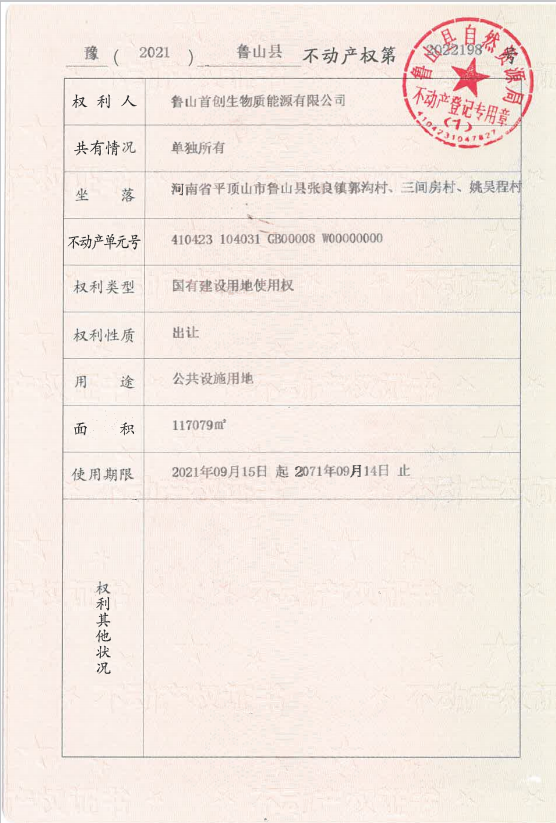 豫 ( 2021 ) 鲁山县 不动产权第 2022198 号
鲁山县自然资源局
不动产登记专用章
(1)
4104231047827
权利人 鲁山首创生物质能源有限公司
共有情况 单独所有
坐落 河南省平顶山市鲁山县张良镇郭沟村、三间房村、姚吴程村
不动产单元号 410423 104031 GB00008 W00000000
权利类型 国有建设用地使用权
权利性质 出让
用途 公共设施用地
面积 117079㎡
使用期限 2021年09月15日 起 2071年09月14日 止
权利其他状况